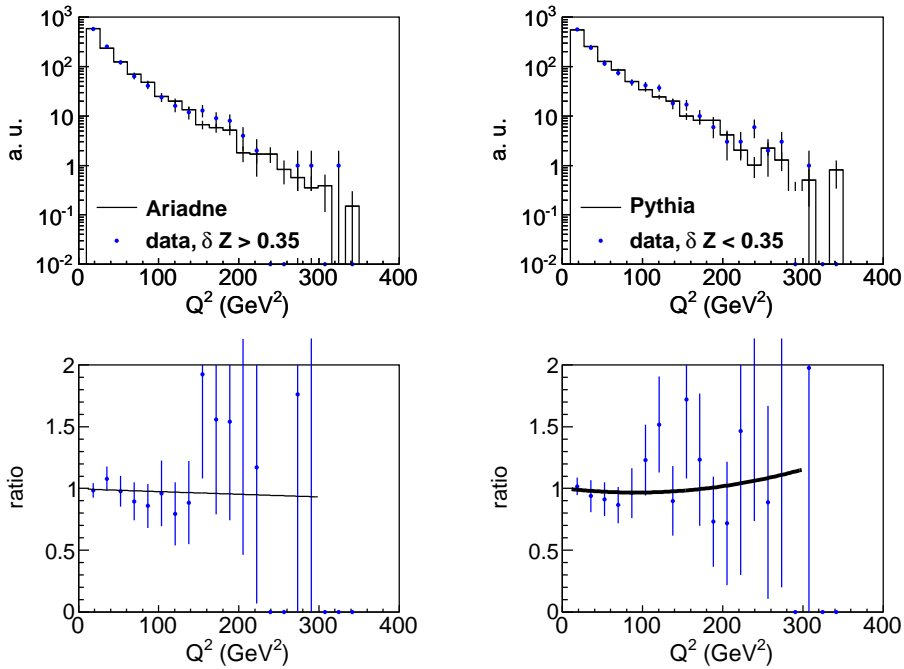 10³
10²
10
1
10⁻¹
10⁻²
a. u.
Ariadne
data, δ Z > 0.35
0 100 200 300 400
Q² (GeV²)
10³
10²
10
1
10⁻¹
10⁻²
a. u.
Pythia
data, δ Z < 0.35
0 100 200 300 400
Q² (GeV²)
2
1.5
1
0.5
0
ratio
0 100 200 300 400
Q² (GeV²)
2
1.5
1
0.5
0
ratio
0 100 200 300 400
Q² (GeV²)